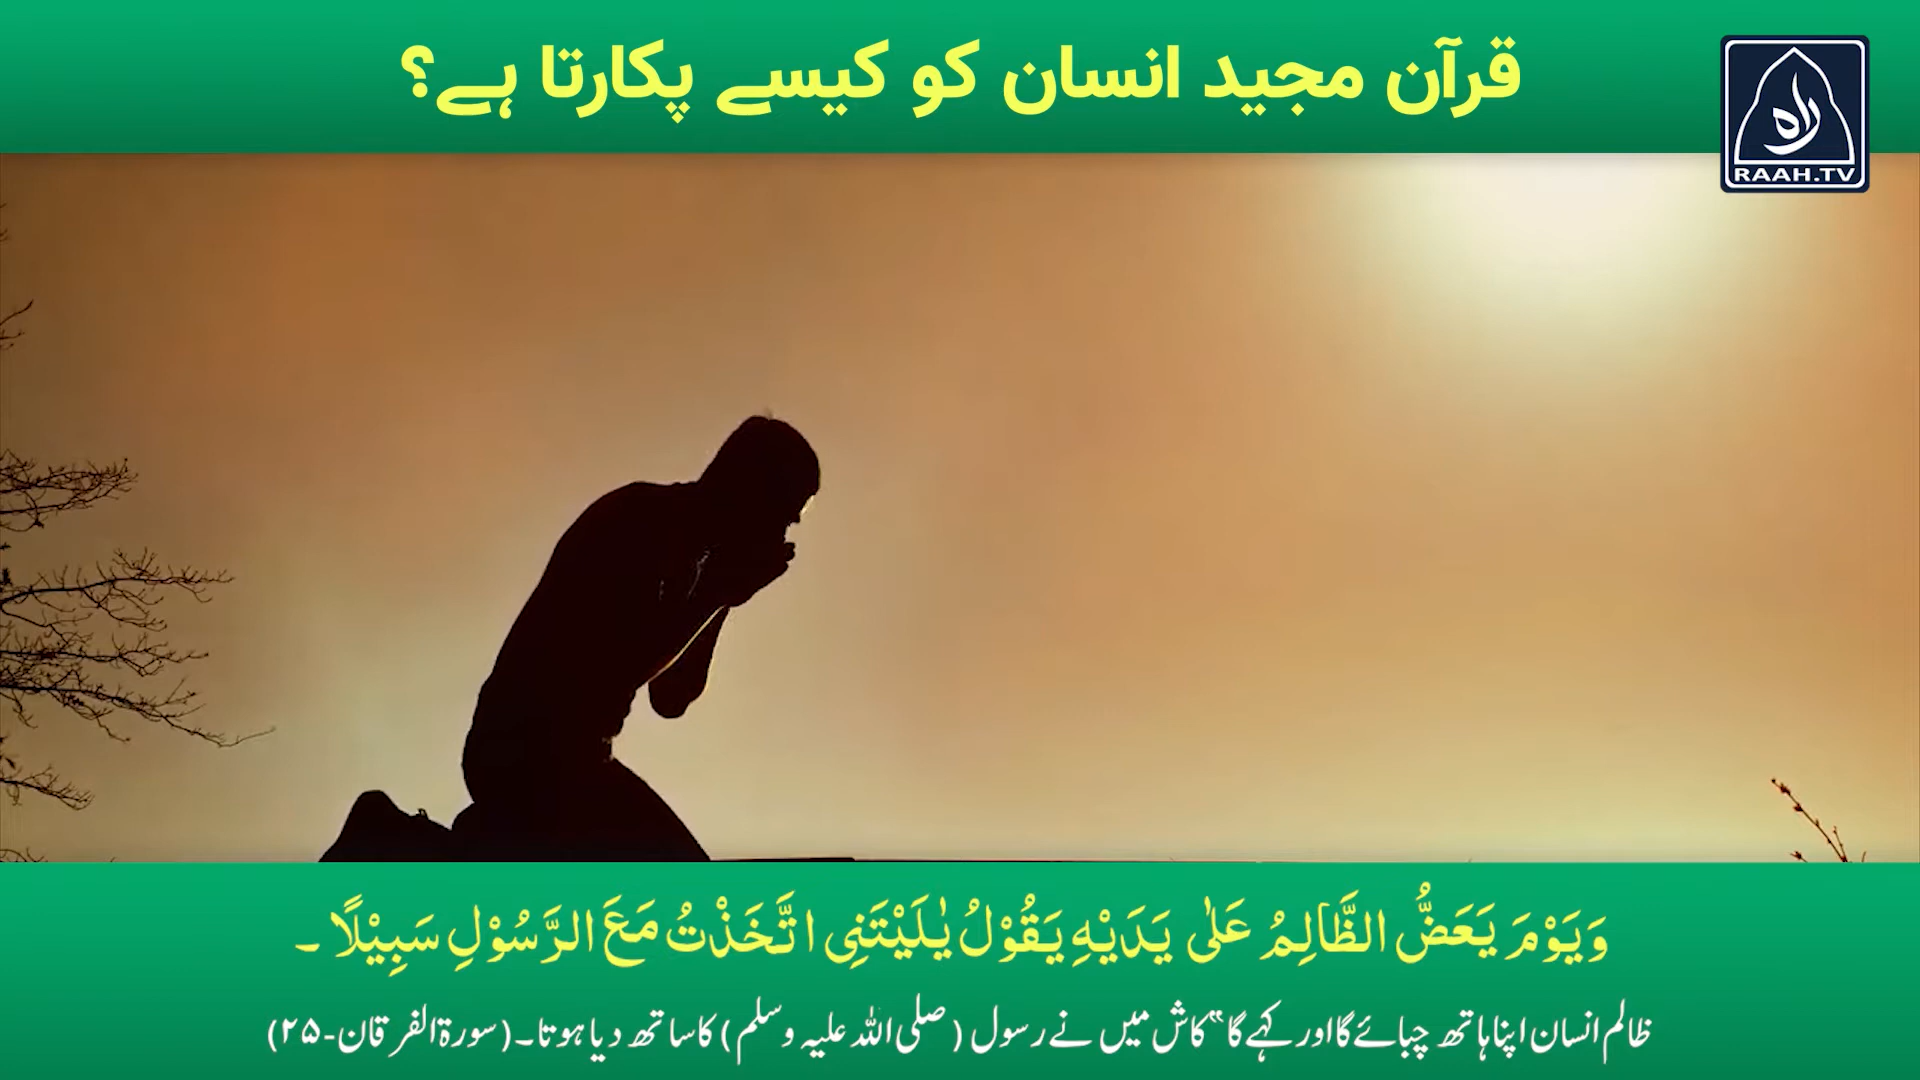 قرآن مجید انسان کو کیسے پکارتا ہے؟
راہ
RAAH.TV
وَيَوْمَ يَعَضُّ الظَّالِمُ عَلٰى يَدَيْهِ يَقُوْلُ يٰلَيْتَنِى اتَّخَذْتُ مَعَ الرَّسُوْلِ سَبِيْلًا ۔
ظالم انسان اپنا ہاتھ چبائے گا اور کہے گا "کاش میں نے رسول (صلی اللہ علیہ وسلم) کا ساتھ دیا ہوتا۔ (سورۃ الفرقان-۲۵)